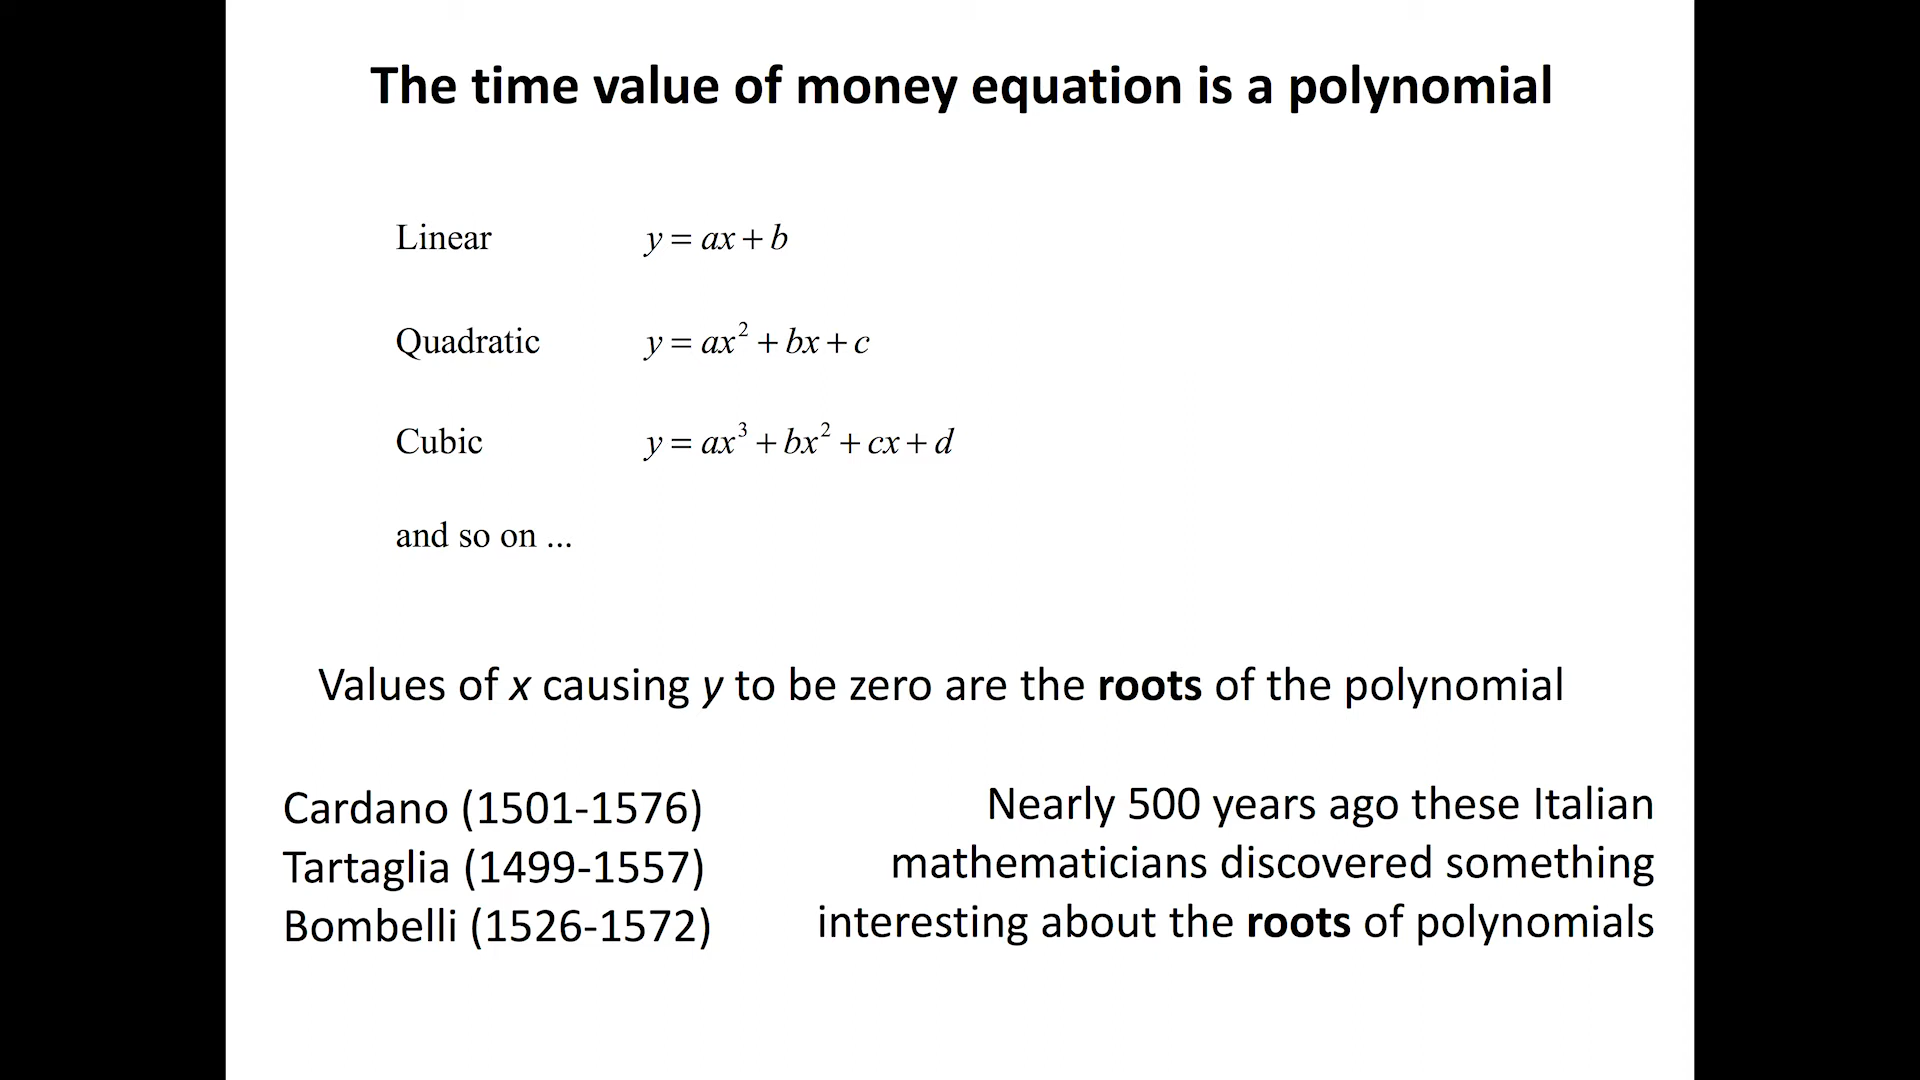 The time value of money equation is a polynomial
Linear y = ax + b
Quadratic y = ax² + bx + c
Cubic y = ax³ + bx² + cx + d
and so on ...
Values of x causing y to be zero are the roots of the polynomial
Cardano (1501-1576)
Tartaglia (1499-1557)
Bombelli (1526-1572)
Nearly 500 years ago these Italian
mathematicians discovered something
interesting about the roots of polynomials